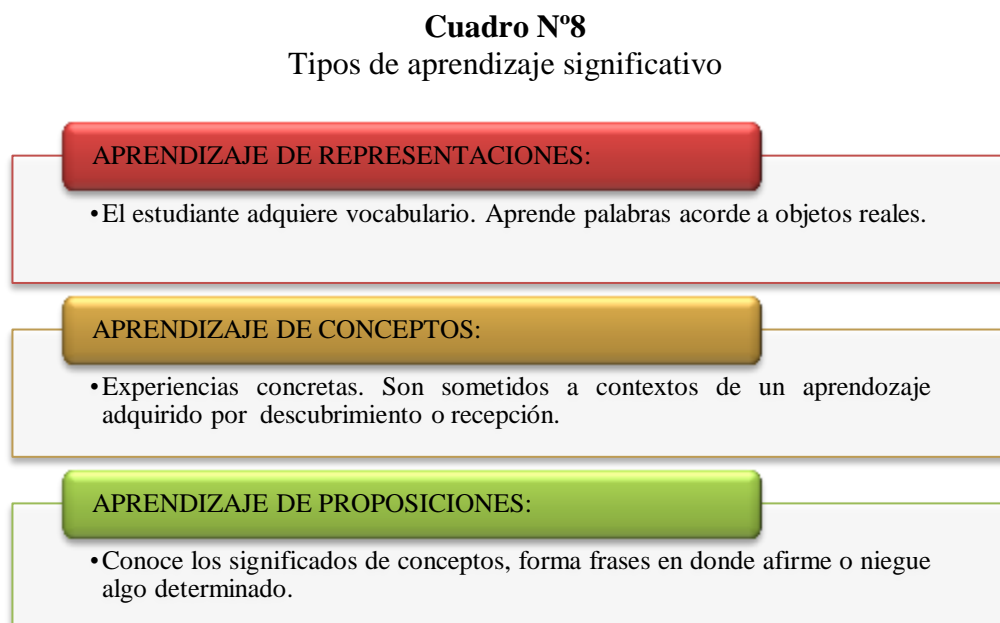 Cuadro Nº8
Tipos de aprendizaje significativo
APRENDIZAJE DE REPRESENTACIONES:
•El estudiante adquiere vocabulario. Aprende palabras acorde a objetos reales.
APRENDIZAJE DE CONCEPTOS:
•Experiencias concretas. Son sometidos a contextos de un aprendozaje
adquirido por descubrimiento o recepción.
APRENDIZAJE DE PROPOSICIONES:
•Conoce los significados de conceptos, forma frases en donde afirme o niegue
algo determinado.